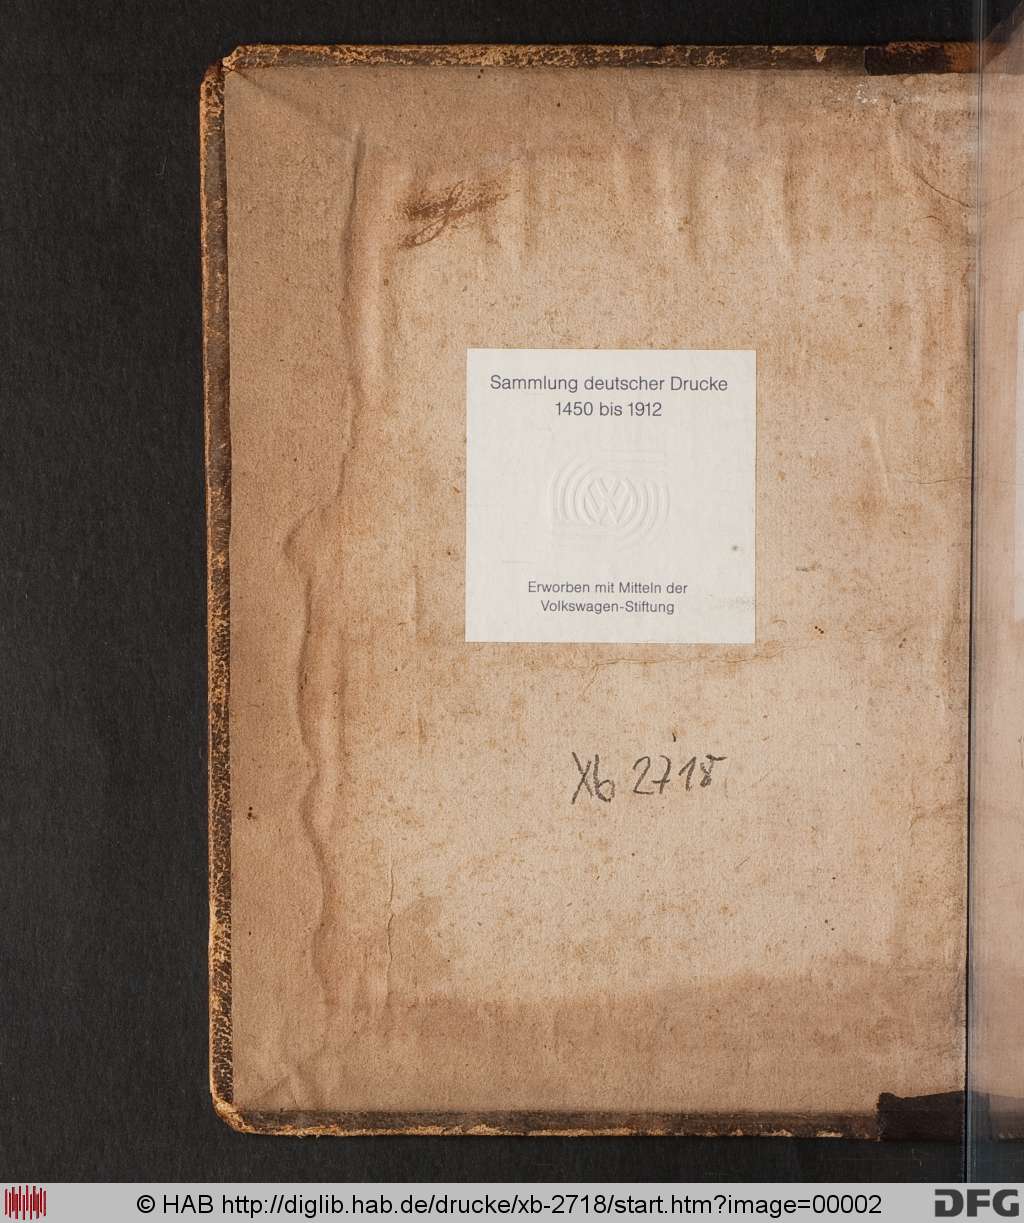 Sammlung deutscher Drucke
1450 bis 1912
Erworben mit Mitteln der
Volkswagen-Stiftung
Xb 2718
© HAB http://diglib.hab.de/drucke/xb-2718/start.htm?image=00002
DFG